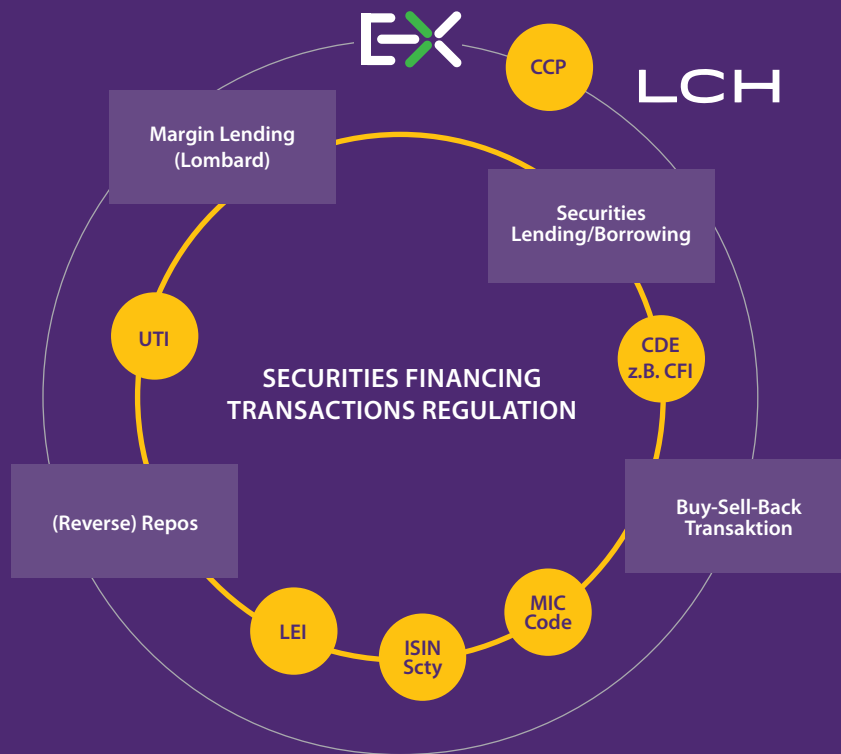 EX
CCP
LCH
Margin Lending
(Lombard)
Securities
Lending/Borrowing
UTI
CDE
z.B. CFI
SECURITIES FINANCING
TRANSACTIONS REGULATION
(Reverse) Repos
Buy-Sell-Back
Transaktion
MIC
Code
LEI
ISIN
Scty